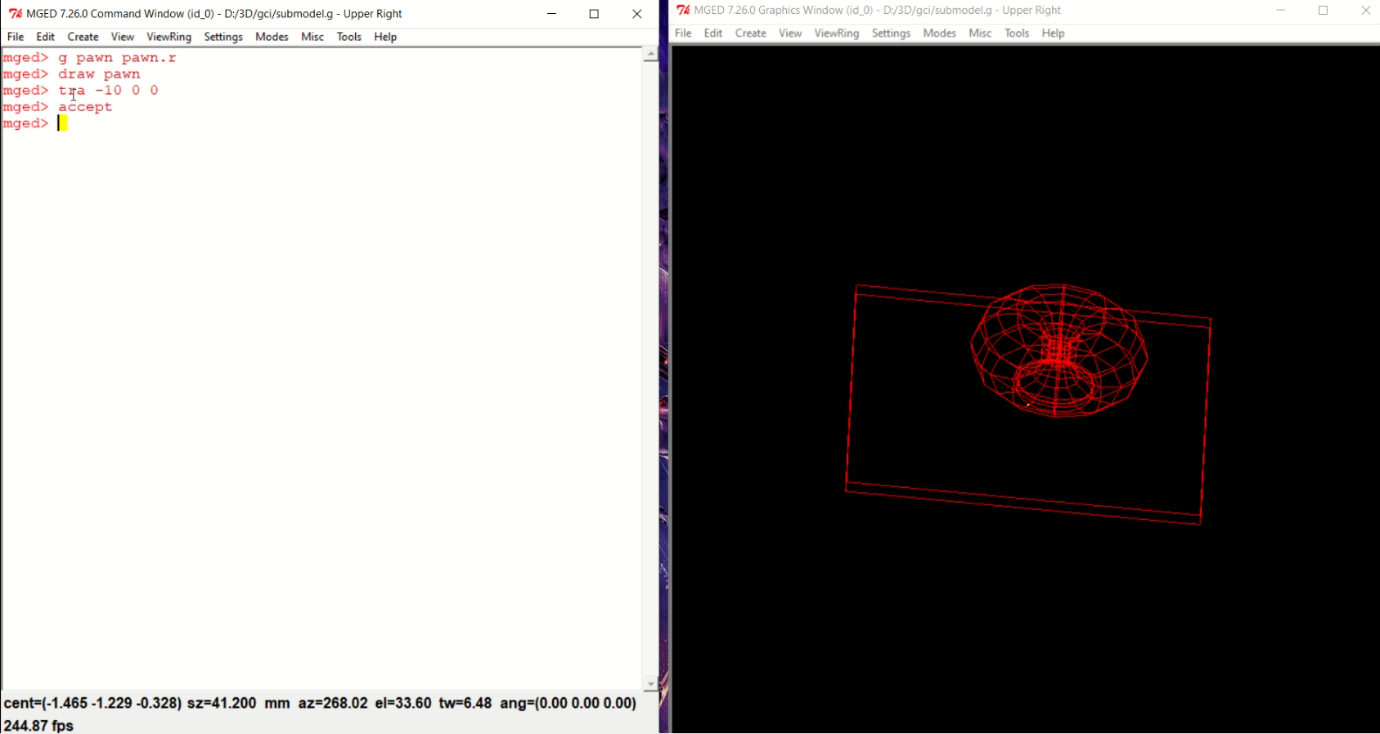 MGED 7.26.0 Command Window (id_0) - D:/3D/gci/submodel.g - Upper Right
File Edit Create View ViewRing Settings Modes Misc Tools Help
mged> g pawn pawn.r
mged> draw pawn
mged> tra -10 0 0
mged> accept
mged>
cent=(-1.465 -1.229 -0.328) sz=41.200 mm az=268.02 el=33.60 tw=6.48 ang=(0.00 0.00 0.00)
244.87 fps
MGED 7.26.0 Graphics Window (id_0) - D:/3D/gci/submodel.g - Upper Right
File Edit Create View ViewRing Settings Modes Misc Tools Help